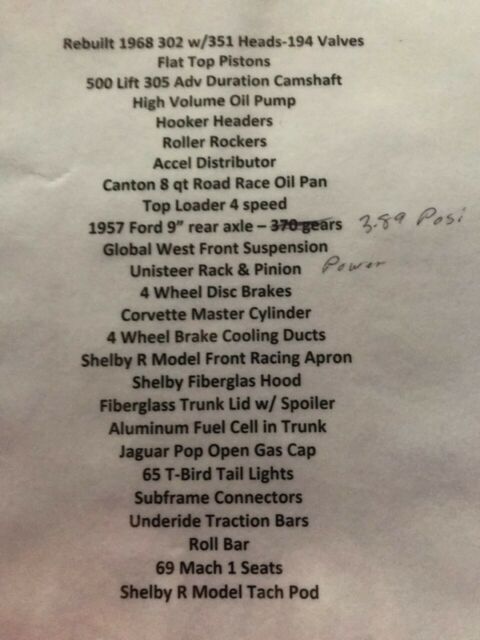 Rebuilt 1968 302 w/351 Heads-194 Valves
Flat Top Pistons
500 Lift 305 Adv Duration Camshaft
High Volume Oil Pump
Hooker Headers
Roller Rockers
Accel Distributor
Canton 8 qt Road Race Oil Pan
Top Loader 4 speed
1957 Ford 9" rear axle – 370 gears 3.89 Posi
Global West Front Suspension
Unisteer Rack & Pinion Power
4 Wheel Disc Brakes
Corvette Master Cylinder
4 Wheel Brake Cooling Ducts
Shelby R Model Front Racing Apron
Shelby Fiberglas Hood
Fiberglass Trunk Lid w/ Spoiler
Aluminum Fuel Cell in Trunk
Jaguar Pop Open Gas Cap
65 T-Bird Tail Lights
Subframe Connectors
Underide Traction Bars
Roll Bar
69 Mach 1 Seats
Shelby R Model Tach Pod